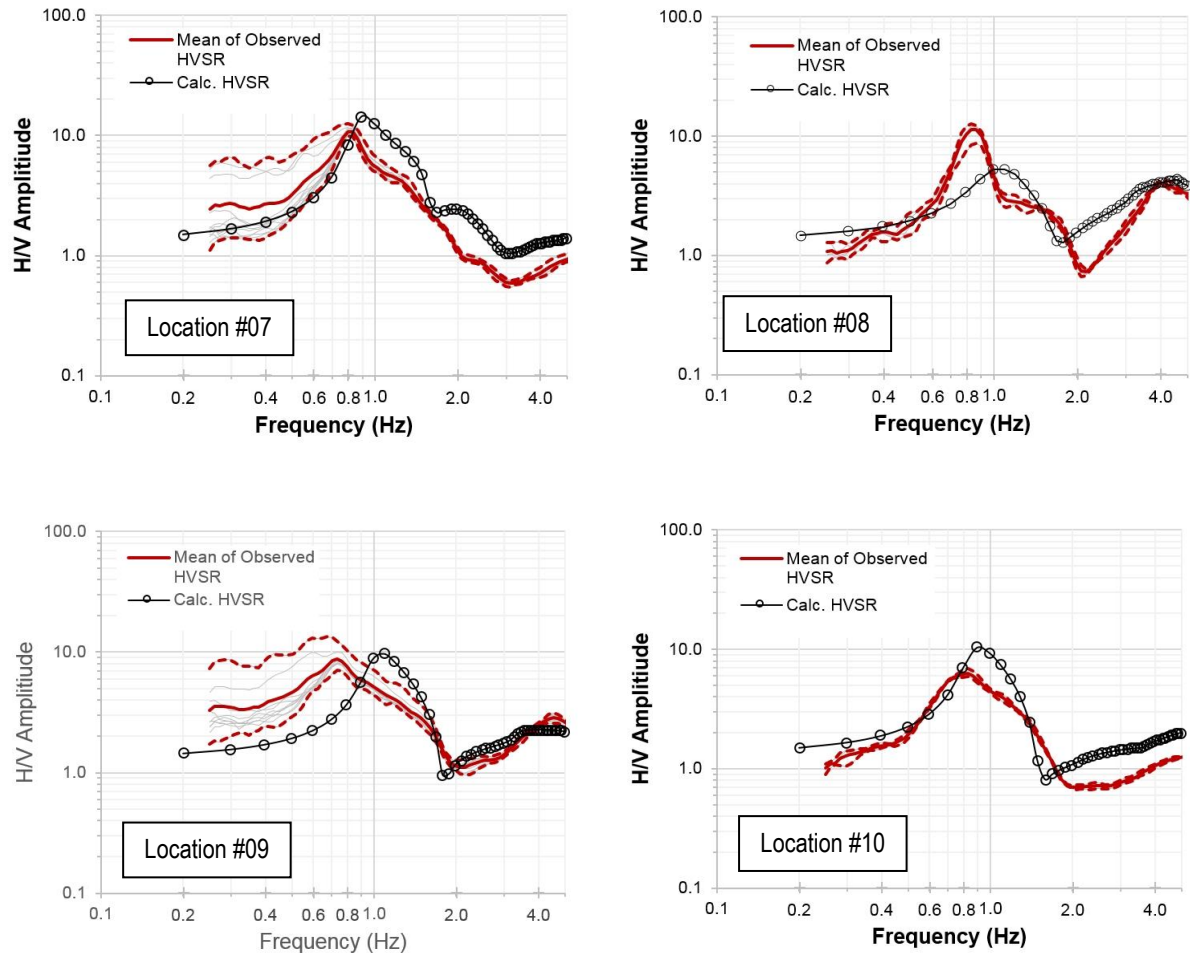 100.0
10.0
1.0
0.1
H/V Amplitiude
Mean of Observed
HVSR
Calc. HVSR
Location #07
0.1 0.2 0.4 0.6 0.8 1.0 2.0 4.0
Frequency (Hz)
100.0
10.0
1.0
0.1
H/V Amplitiude
Mean of Observed
HVSR
Calc. HVSR
Location #08
0.1 0.2 0.4 0.6 0.8 1.0 2.0 4.0
Frequency (Hz)
100.0
10.0
1.0
0.1
H/V Amplitiude
Mean of Observed
HVSR
Calc. HVSR
Location #09
0.1 0.2 0.4 0.6 0.8 1.0 2.0 4.0
Frequency (Hz)
100.0
10.0
1.0
0.1
H/V Amplitiude
Mean of Observed
HVSR
Calc. HVSR
Location #10
0.1 0.2 0.4 0.6 0.8 1.0 2.0 4.0
Frequency (Hz)